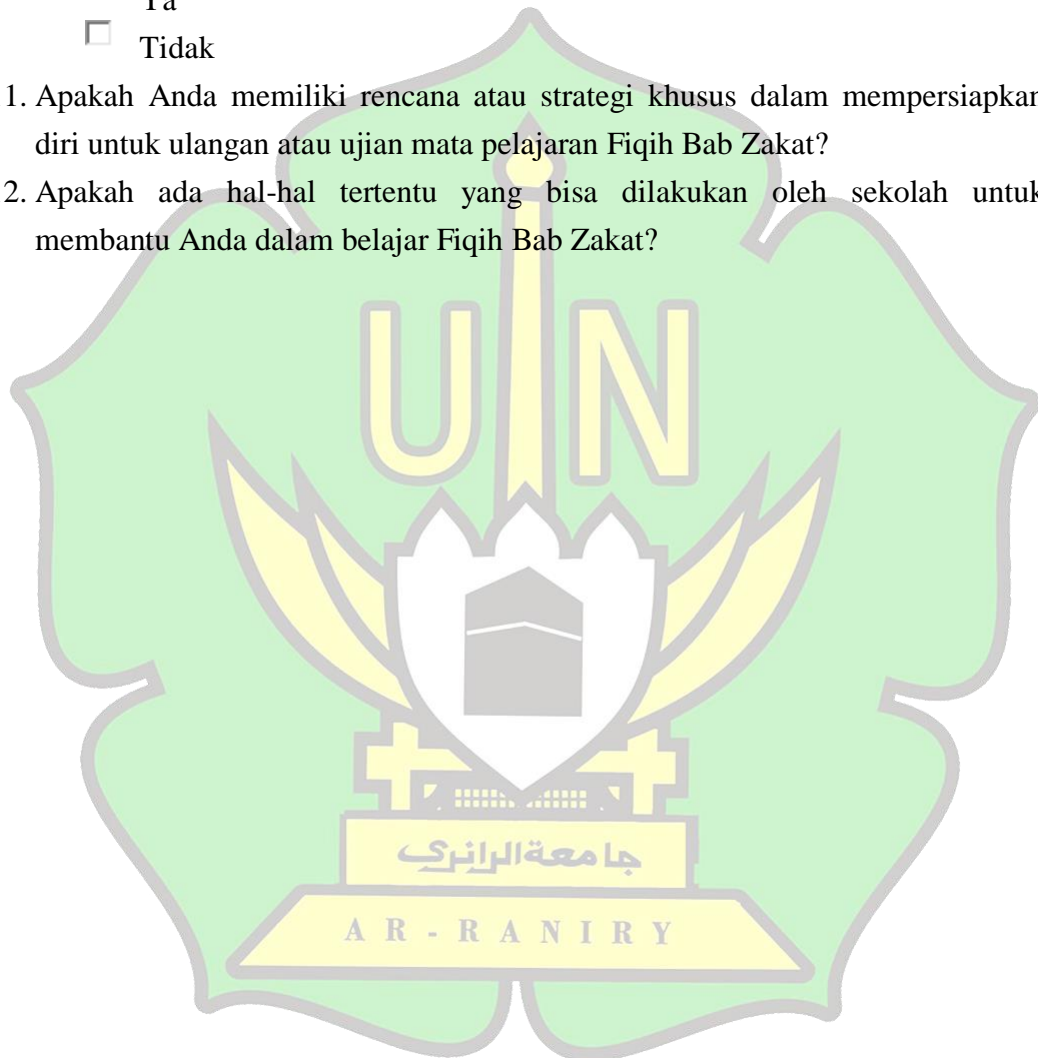 Ya
Tidak
1. Apakah Anda memiliki rencana atau strategi khusus dalam mempersiapkan
diri untuk ulangan atau ujian mata pelajaran Fiqih Bab Zakat?
2. Apakah ada hal-hal tertentu yang bisa dilakukan oleh sekolah untuk
membantu Anda dalam belajar Fiqih Bab Zakat?
UIN
جامعةالرانري
AR-RANIRY